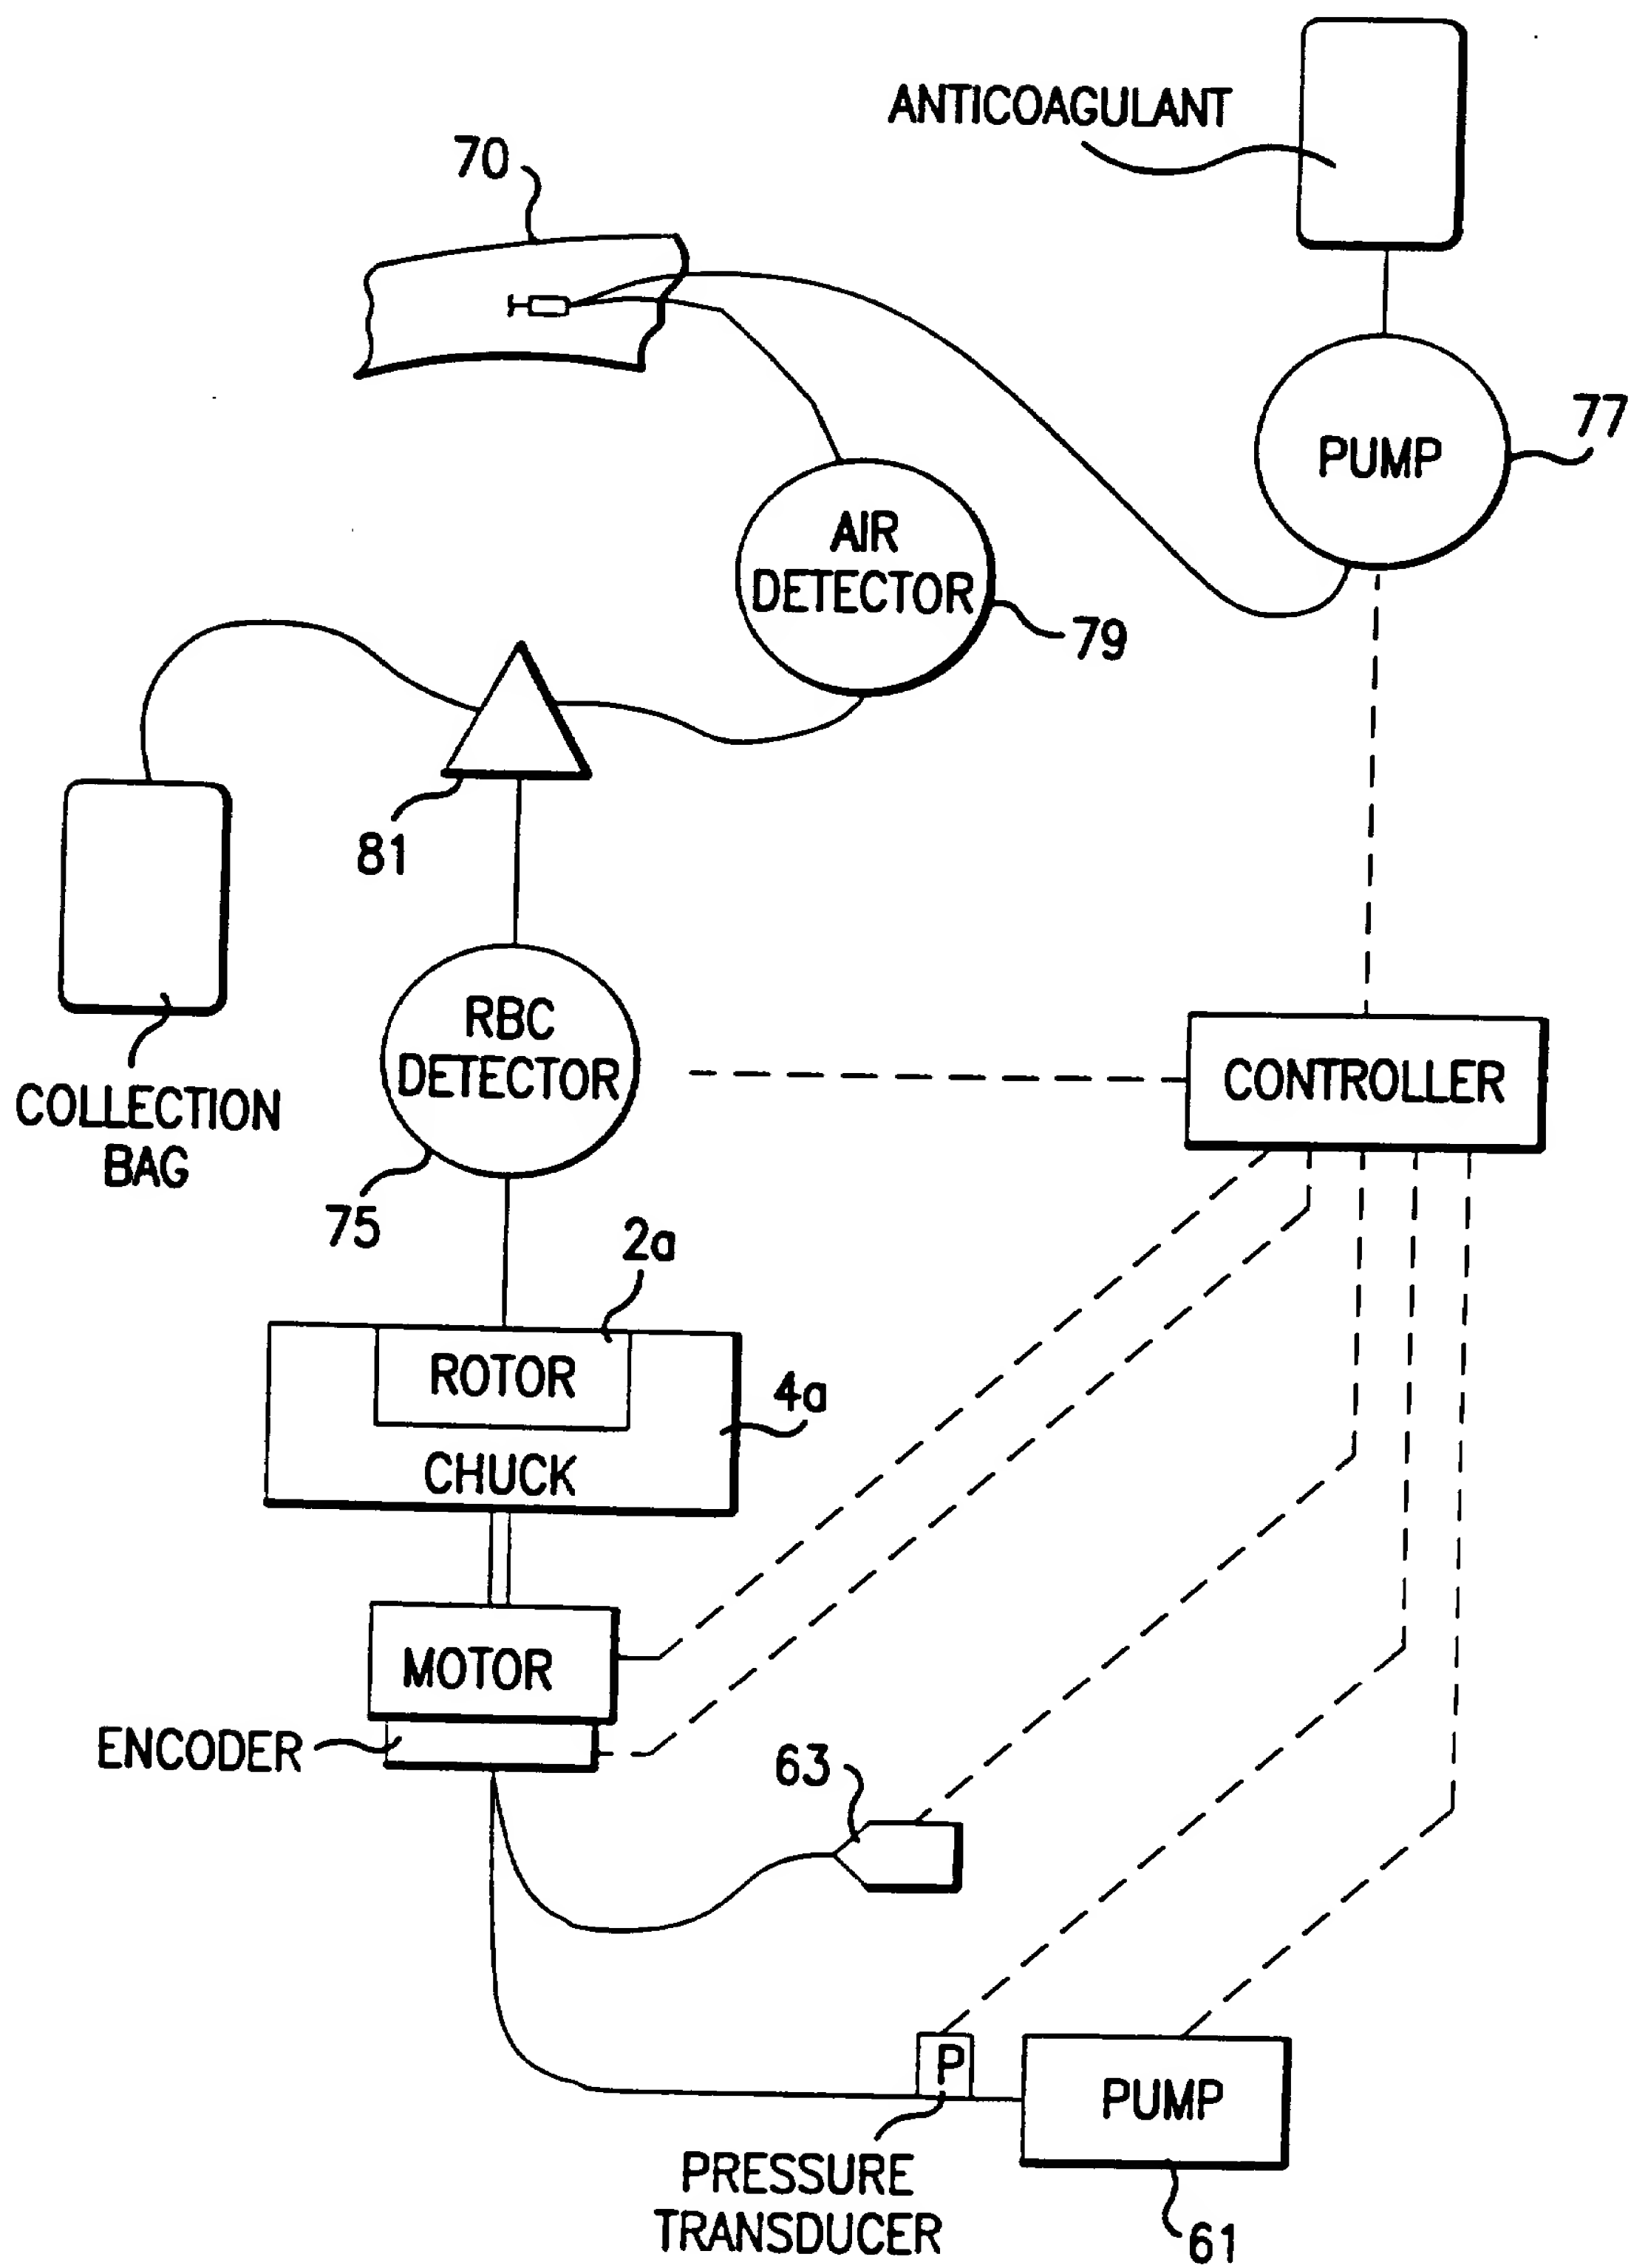 ANTICOAGULANT
70
77
PUMP
AIR
DETECTOR
79
81
RBC
DETECTOR
CONTROLLER
COLLECTION
BAG
75
2a
ROTOR
4a
CHUCK
MOTOR
ENCODER
63
P
PUMP
PRESSURE
TRANSDUCER
61